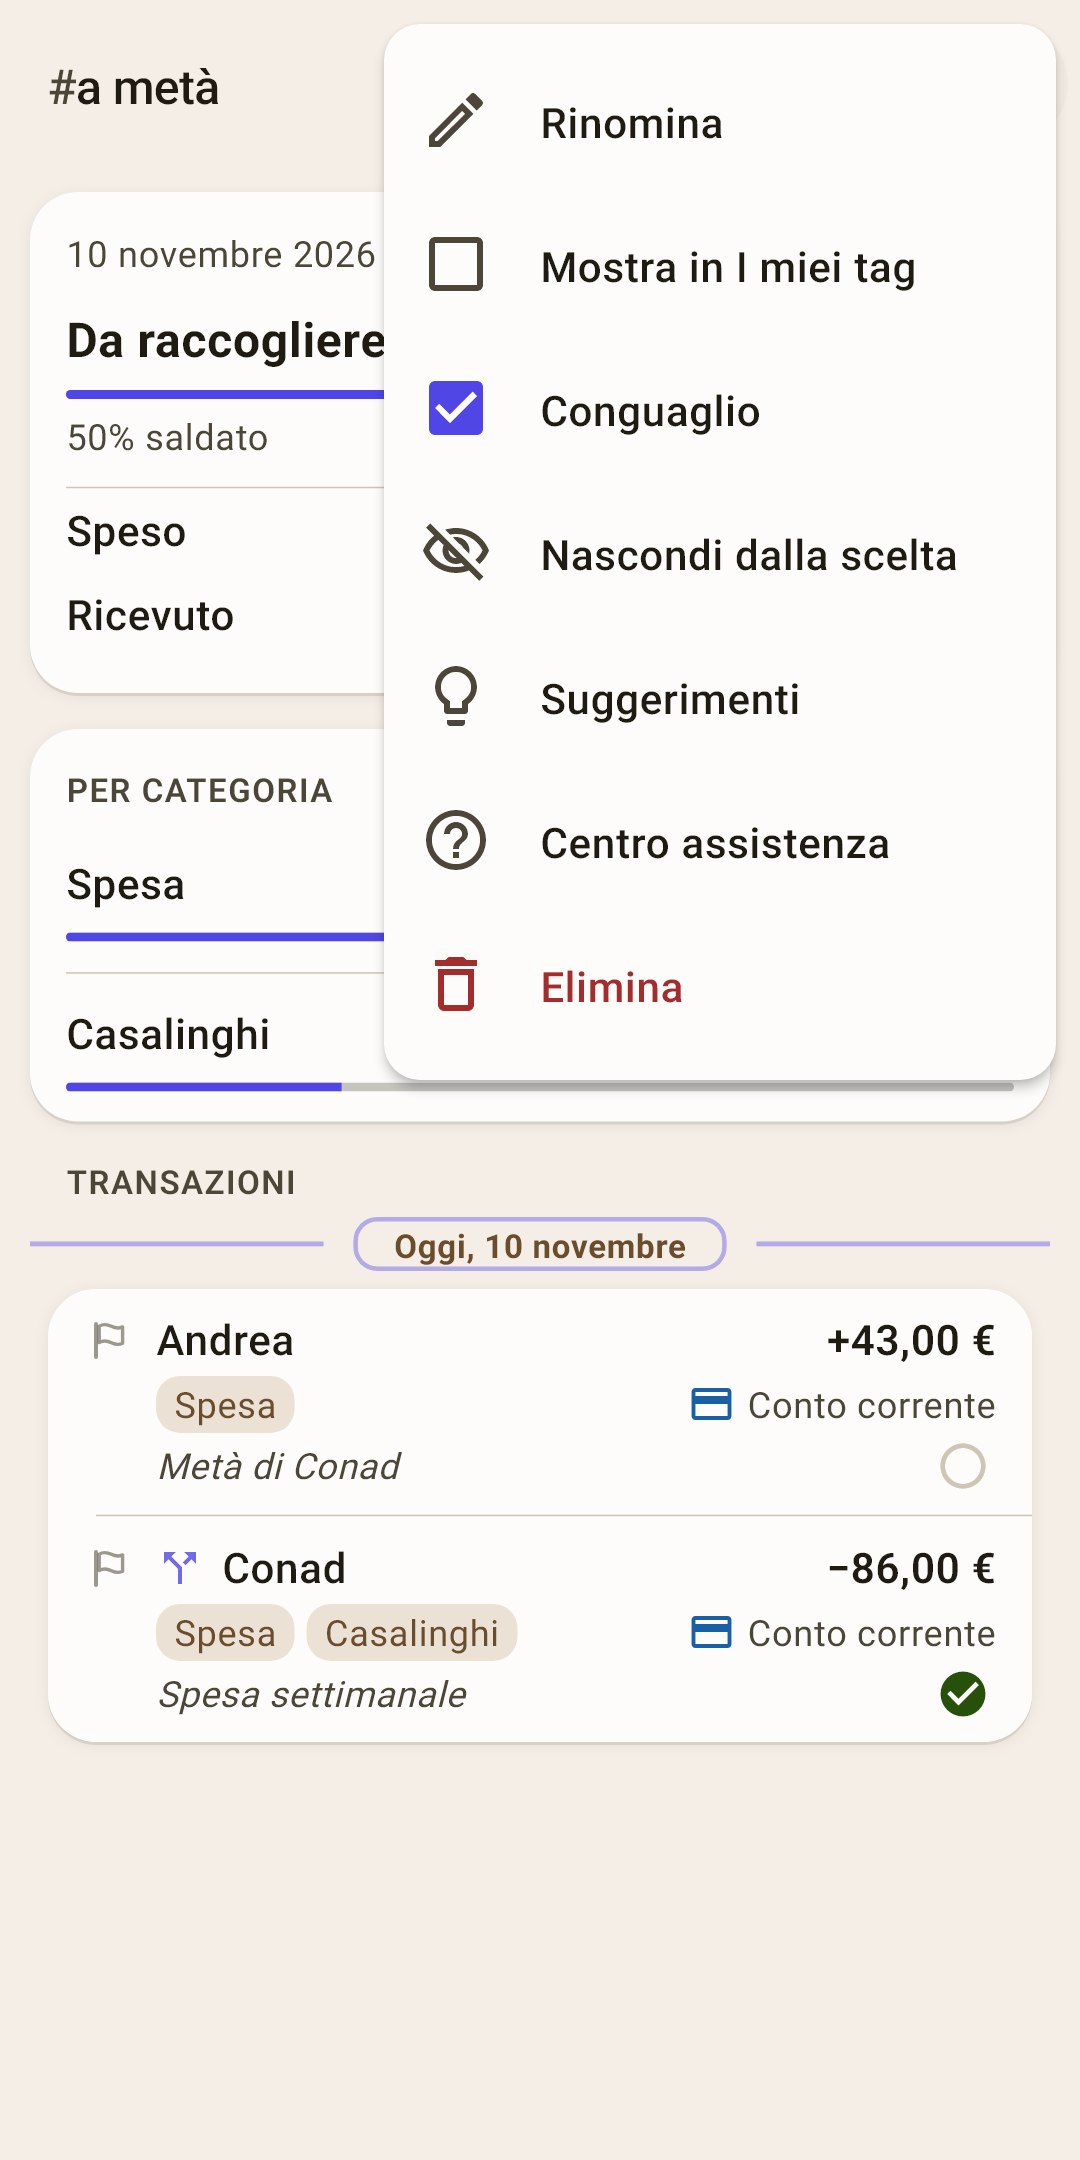 #a metà
Rinomina
Mostra in I miei tag
Conguaglio
Nascondi dalla scelta
Suggerimenti
Centro assistenza
Elimina
10 novembre 2026
Da raccogliere
50% saldato
Speso
Ricevuto
PER CATEGORIA
Spesa
Casalinghi
TRANSAZIONI
Oggi, 10 novembre
Andrea +43,00 €
Spesa Conto corrente
Metà di Conad
Conad −86,00 €
Spesa Casalinghi Conto corrente
Spesa settimanale